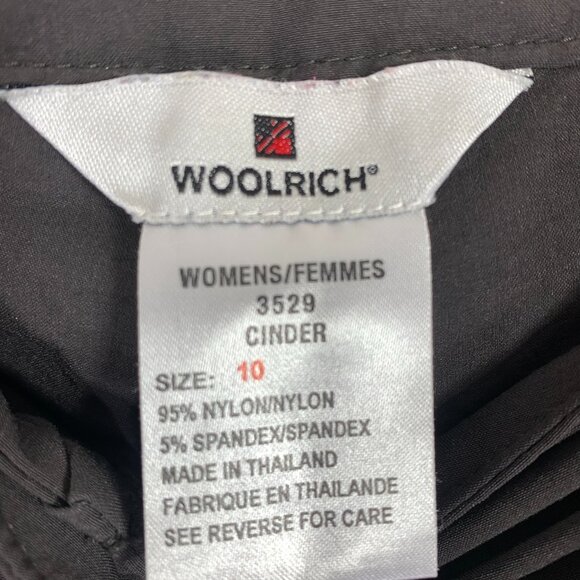 WOOLRICH®
WOMENS/FEMMES
3529
CINDER
SIZE: 10
95% NYLON/NYLON
5% SPANDEX/SPANDEX
MADE IN THAILAND
FABRIQUE EN THAILANDE
SEE REVERSE FOR CARE